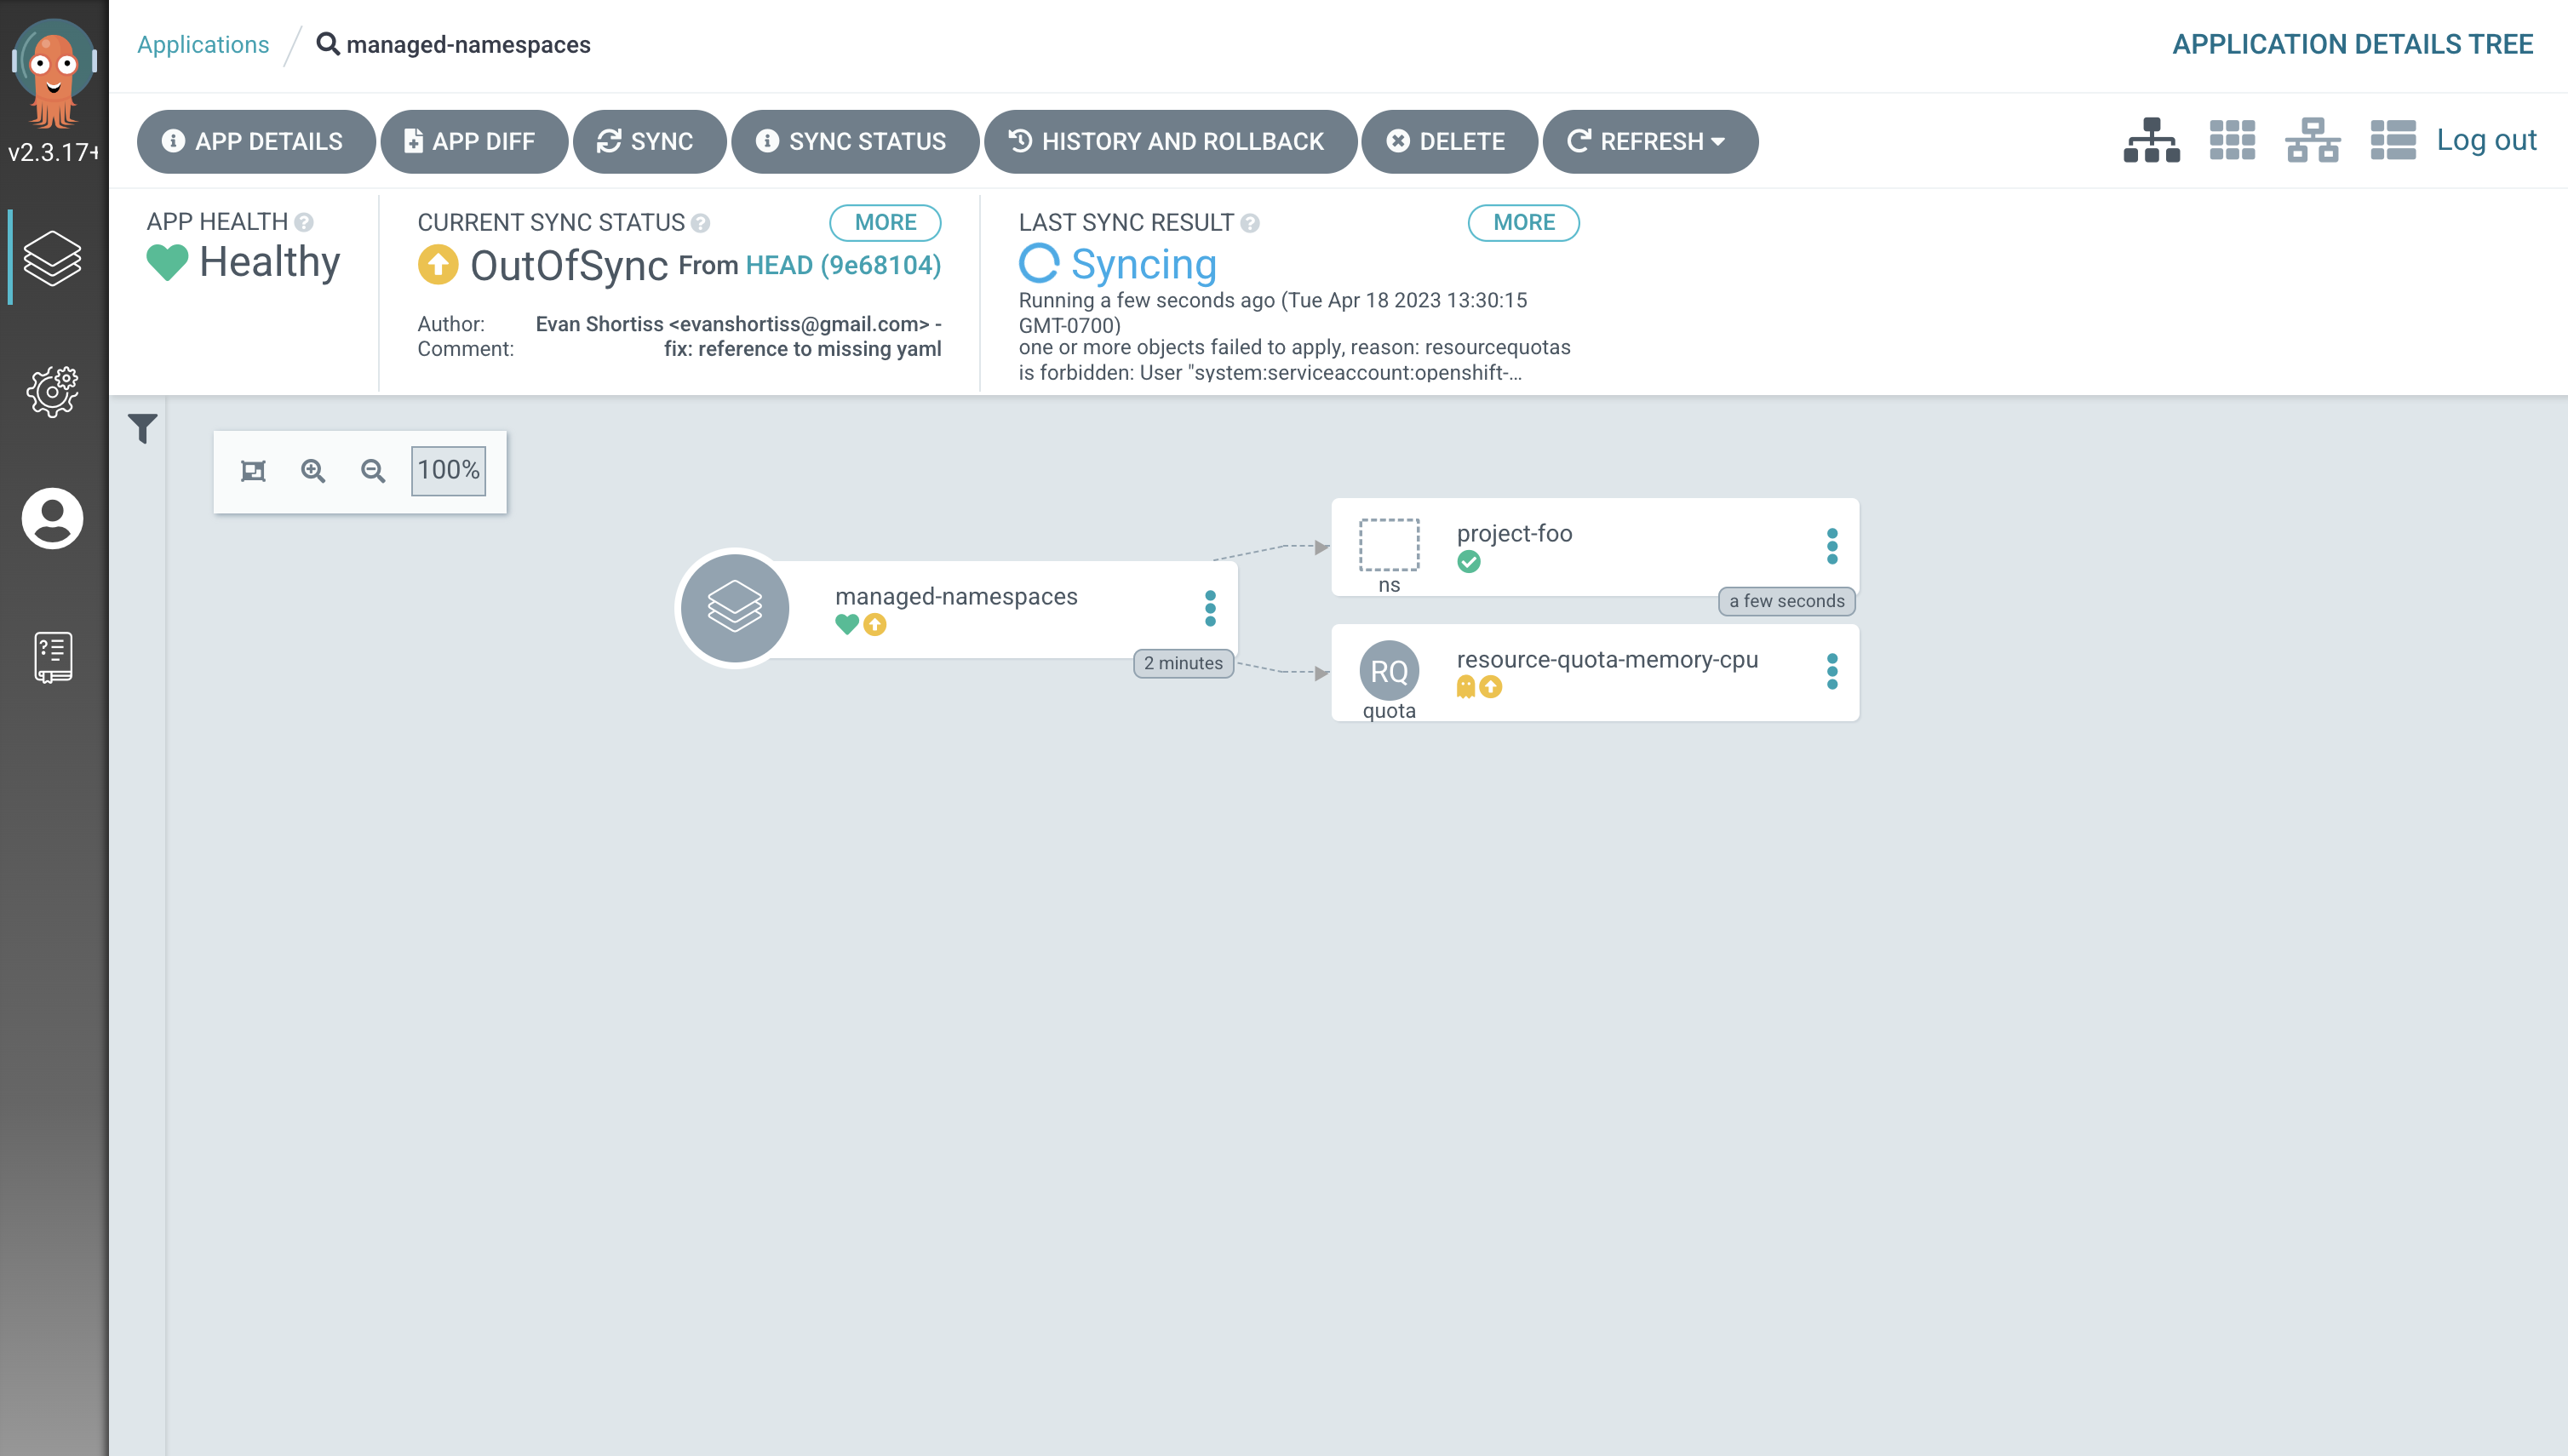 Applications / managed-namespaces
APPLICATION DETAILS TREE
v2.3.17+
APP DETAILS
APP DIFF
SYNC
SYNC STATUS
HISTORY AND ROLLBACK
DELETE
REFRESH
Log out
APP HEALTH
Healthy
CURRENT SYNC STATUS
MORE
OutOfSync From HEAD (9e68104)
Author: Evan Shortiss <evanshortiss@gmail.com> -
Comment: fix: reference to missing yaml
LAST SYNC RESULT
MORE
Syncing
Running a few seconds ago (Tue Apr 18 2023 13:30:15
GMT-0700)
one or more objects failed to apply, reason: resourcequotas
is forbidden: User "system:serviceaccount:openshift-...
100%
managed-namespaces
2 minutes
project-foo
ns
a few seconds
RQ
resource-quota-memory-cpu
quota